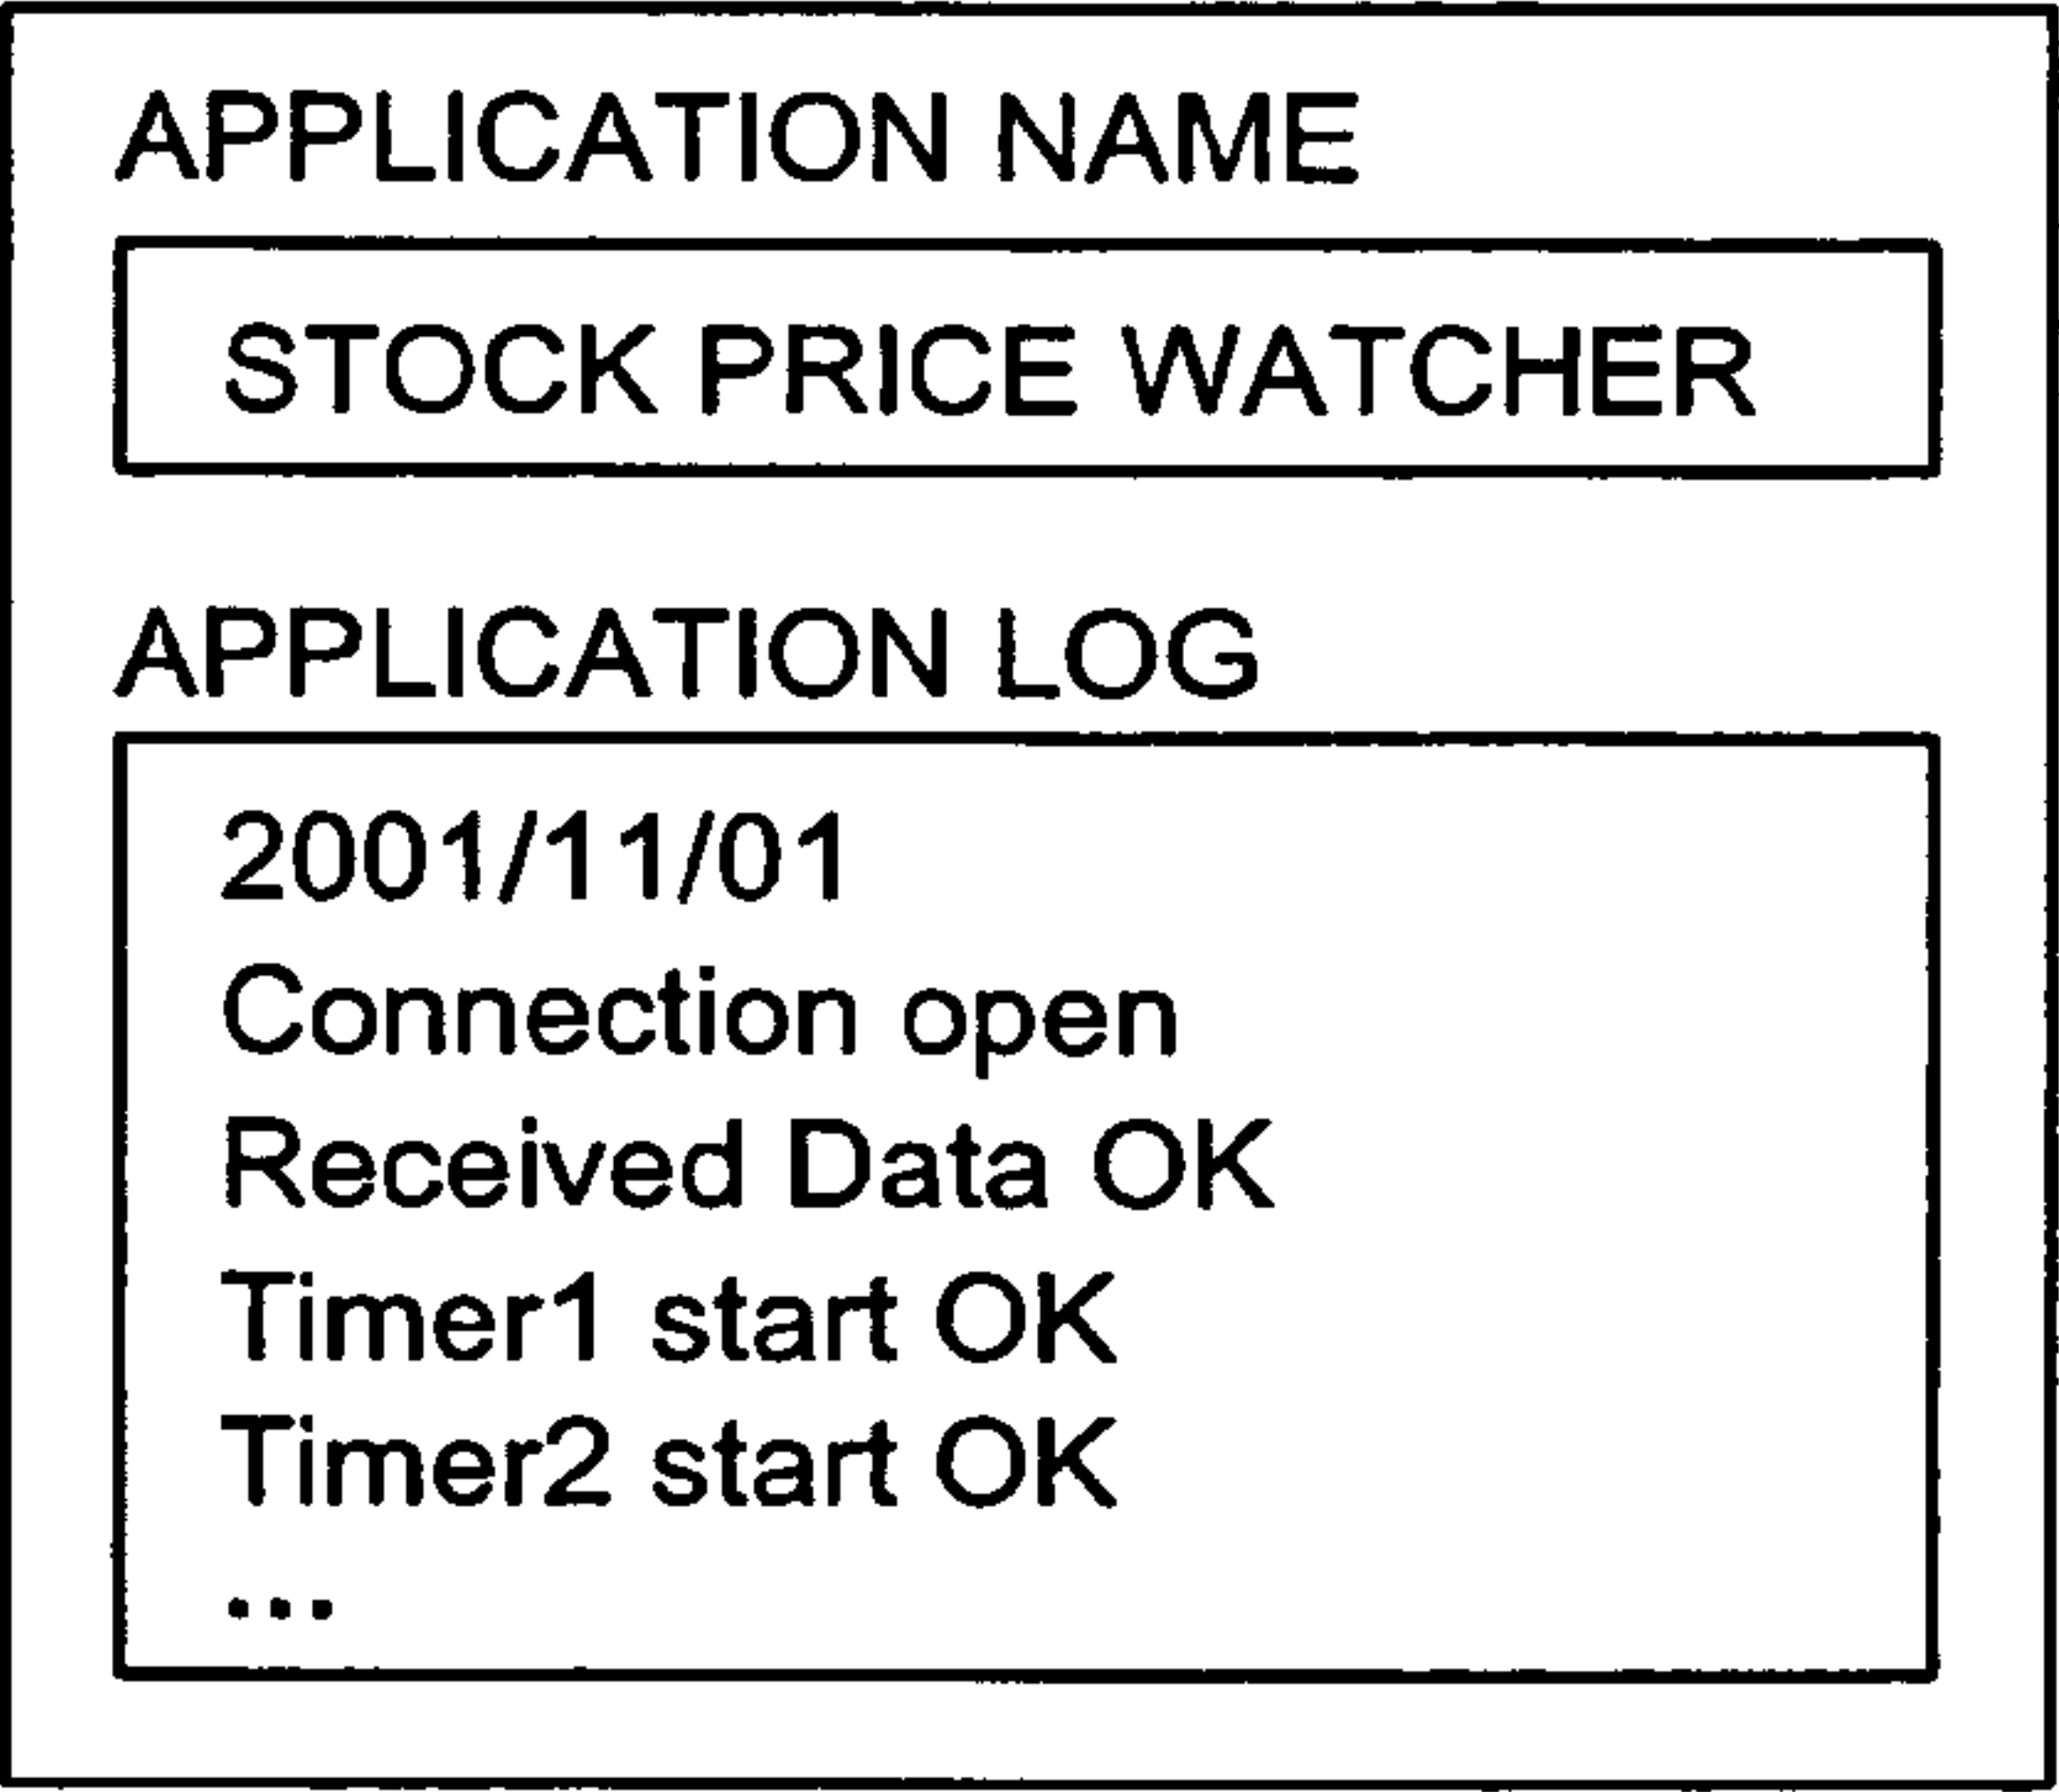 APPLICATION NAME
STOCK PRICE WATCHER
APPLICATION LOG
2001/11/01
Connection open
Received Data OK
Timer1 start OK
Timer2 start OK
...